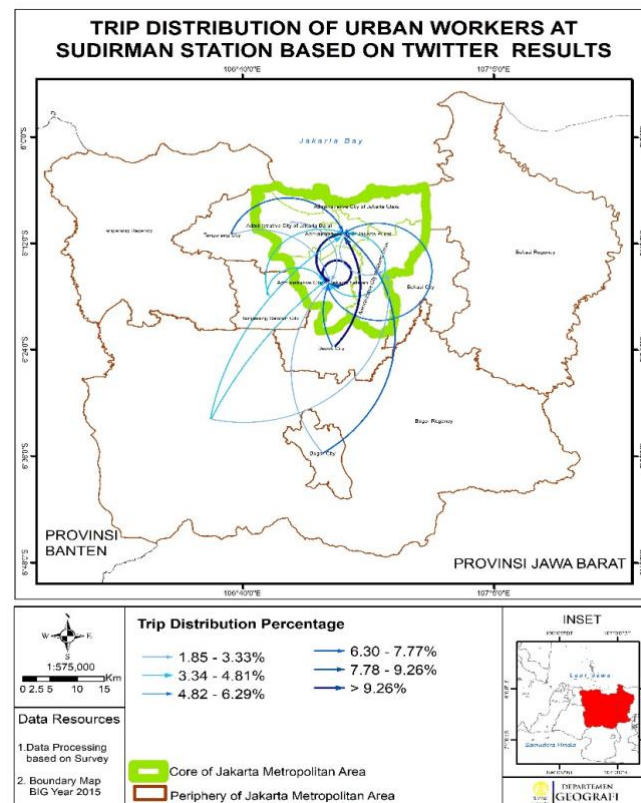 TRIP DISTRIBUTION OF URBAN WORKERS AT
SUDIRMAN STATION BASED ON TWITTER RESULTS
106°40'0"E
107°5'0"E
Jakarta Bay
Administrative City of Jakarta Utara
Tangerang Regency
Tangerang City
Administrative City of Jakarta Barat
Bekasi Regency
Bekasi City
Tangerang Selatan City
Depok City
Bogor Regency
Bogor City
PROVINSI
BANTEN
PROVINSI JAWA BARAT
106°40'0"E
107°5'0"E
W
E
S
1:575,000
0 2.5 5 10 15
Km
Data Resources
1.Data Processing
based on Survey
2. Boundary Map
BIG Year 2015
Trip Distribution Percentage
1.85 - 3.33%
3.34 - 4.81%
4.82 - 6.29%
6.30 - 7.77%
7.78 - 9.26%
> 9.26%
Core of Jakarta Metropolitan Area
Periphery of Jakarta Metropolitan Area
INSET
Laut Jawa
Samudera Hindia
DEPARTEMEN
GEOGRAFI